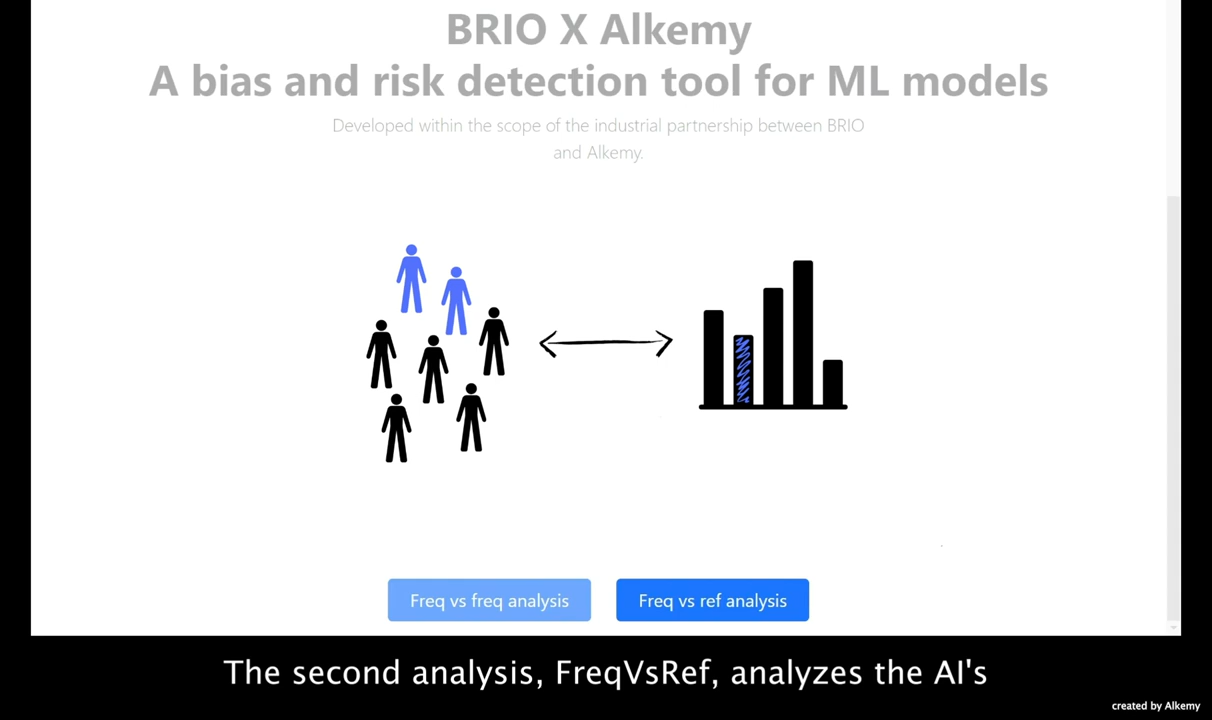 BRIO X Alkemy
A bias and risk detection tool for ML models
Developed within the scope of the industrial partnership between BRIO
and Alkemy.
Freq vs freq analysis
Freq vs ref analysis
The second analysis, FreqVsRef, analyzes the AI's
created by Alkemy